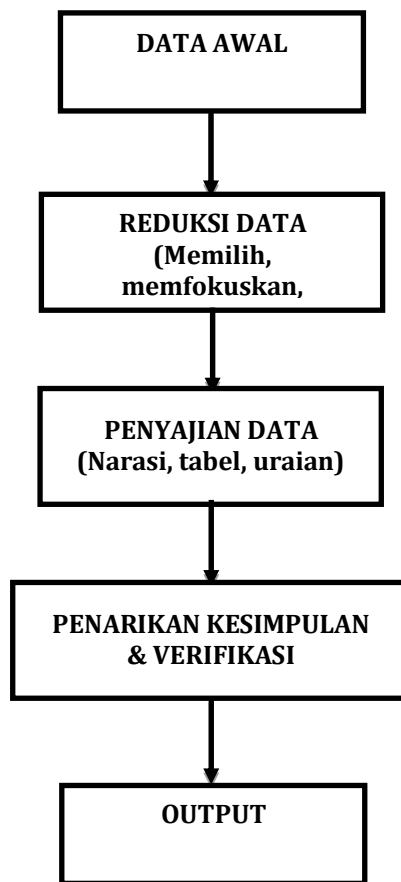 DATA AWAL
REDUKSI DATA
(Memilih,
memfokuskan,
PENYAJIAN DATA
(Narasi, tabel, uraian)
PENARIKAN KESIMPULAN
& VERIFIKASI
OUTPUT